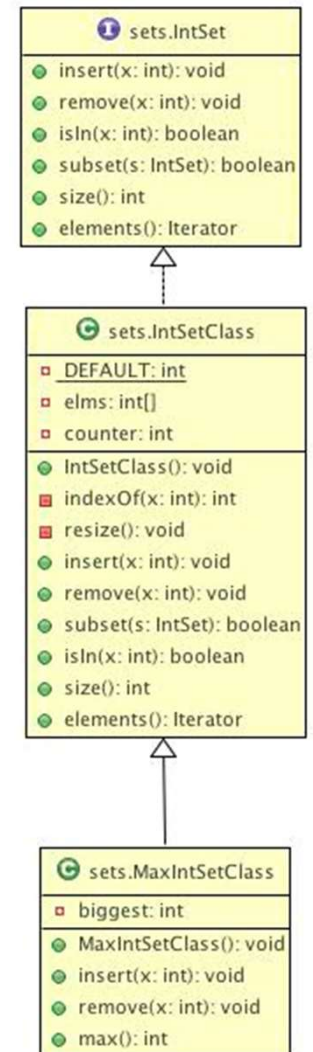 I sets.IntSet
insert(x: int): void
remove(x: int): void
isIn(x: int): boolean
subset(s: IntSet): boolean
size(): int
elements(): Iterator
C sets.IntSetClass
DEFAULT: int
elms: int[]
counter: int
IntSetClass(): void
indexOf(x: int): int
resize(): void
insert(x: int): void
remove(x: int): void
subset(s: IntSet): boolean
isIn(x: int): boolean
size(): int
elements(): Iterator
C sets.MaxIntSetClass
biggest: int
MaxIntSetClass(): void
insert(x: int): void
remove(x: int): void
max(): int